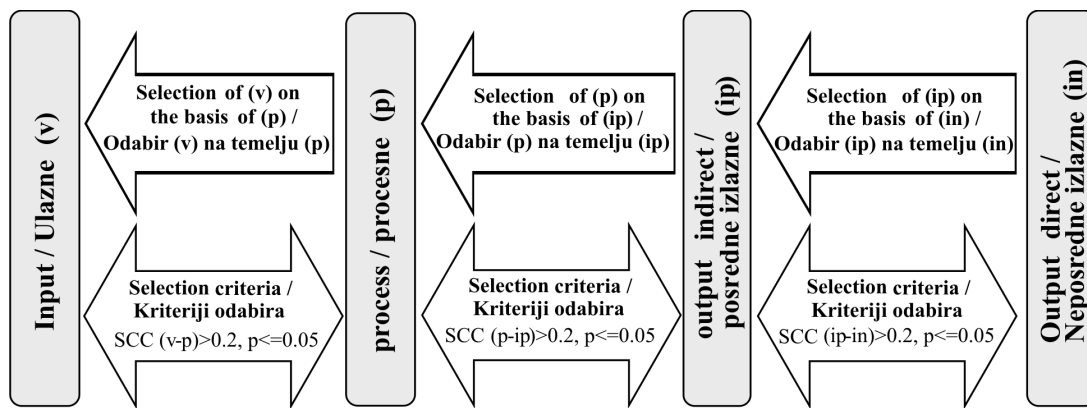 Input / Ulazne (v)
Selection of (v) on
the basis of (p) /
Odabir (v) na temelju (p)
Selection criteria /
Kriteriji odabira
SCC (v-p)>0.2, p<=0.05
process / procesne (p)
Selection of (p) on
the basis of (ip) /
Odabir (p) na temelju (ip)
Selection criteria /
Kriteriji odabira
SCC (p-ip)>0.2, p<=0.05
output indirect /
posredne izlazne (ip)
Selection of (ip) on
the basis of (in) /
Odabir (ip) na temelju (in)
Selection criteria /
Kriteriji odabira
SCC (ip-in)>0.2, p<=0.05
Output direct /
Neposredne izlazne (in)